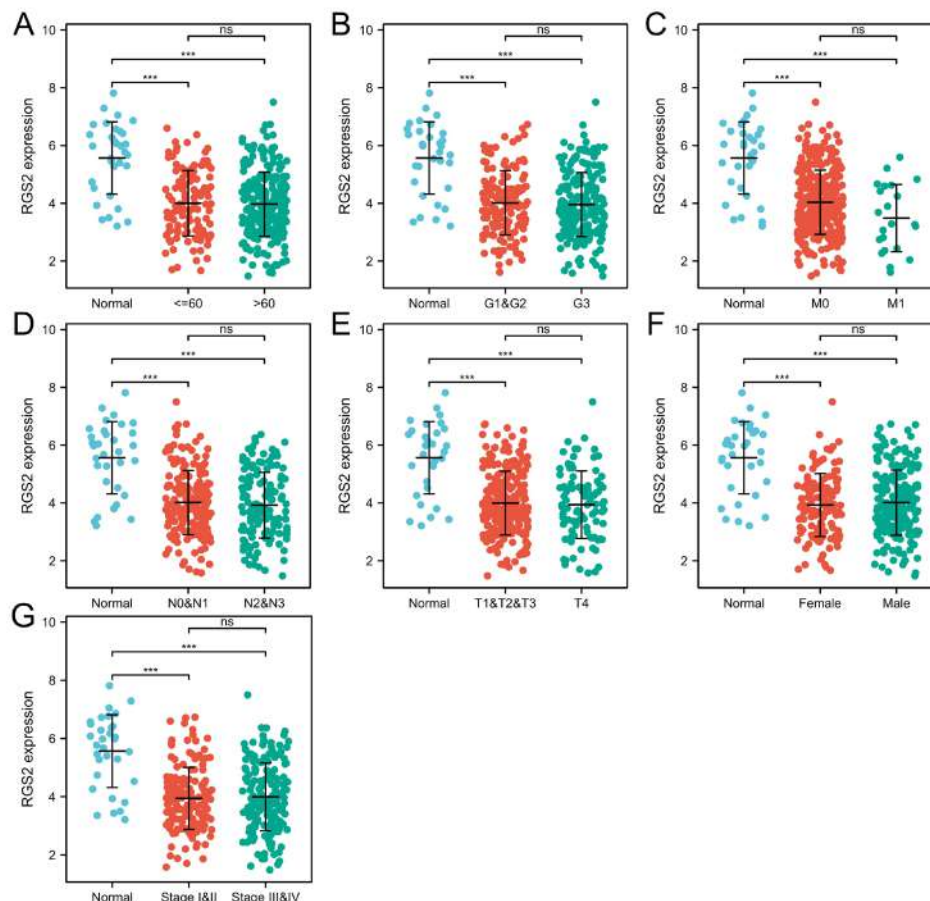 A
B
C
10
ns
***
***
8
6
4
2
RGS2 expression
Normal
<=60
>60
10
ns
***
***
8
6
4
2
RGS2 expression
Normal
G1&G2
G3
10
ns
***
***
8
6
4
2
RGS2 expression
Normal
M0
M1
D
E
F
10
ns
***
***
8
6
4
2
RGS2 expression
Normal
N0&N1
N2&N3
10
ns
***
***
8
6
4
2
RGS2 expression
Normal
T1&T2&T3
T4
10
ns
***
***
8
6
4
2
RGS2 expression
Normal
Female
Male
G
10
ns
***
***
8
6
4
2
RGS2 expression
Normal
Stage I&II
Stage III&IV